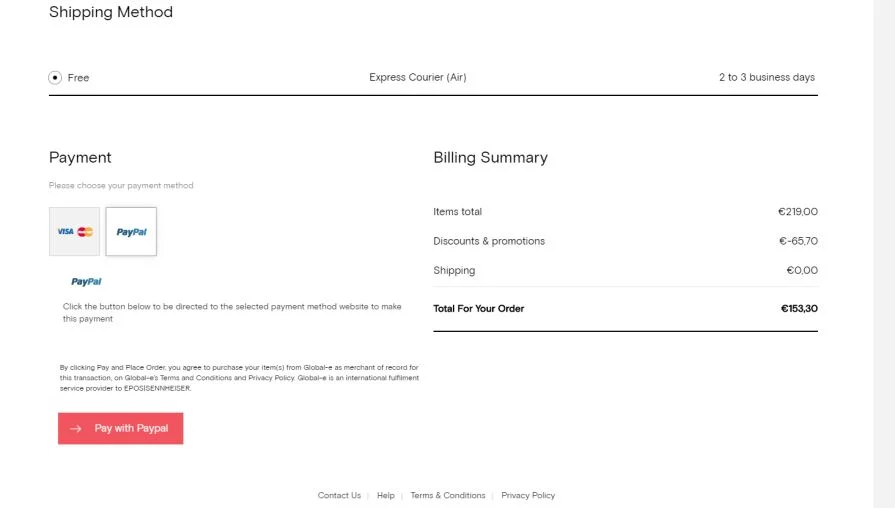 Shipping Method
Free Express Courier (Air) 2 to 3 business days
Payment
Please choose your payment method
VISA MasterCard PayPal
PayPal
Click the button below to be directed to the selected payment method website to make
this payment
By clicking Pay and Place Order, you agree to purchase your item(s) from Global-e as merchant of record for
this transaction, on Global-e's Terms and Conditions and Privacy Policy. Global-e is an international fulfilment
service provider to EPOS|SENNHEISER.
→ Pay with Paypal
Billing Summary
Items total €219,00
Discounts & promotions €-65,70
Shipping €0,00
Total For Your Order €153,30
Contact Us | Help | Terms & Conditions | Privacy Policy